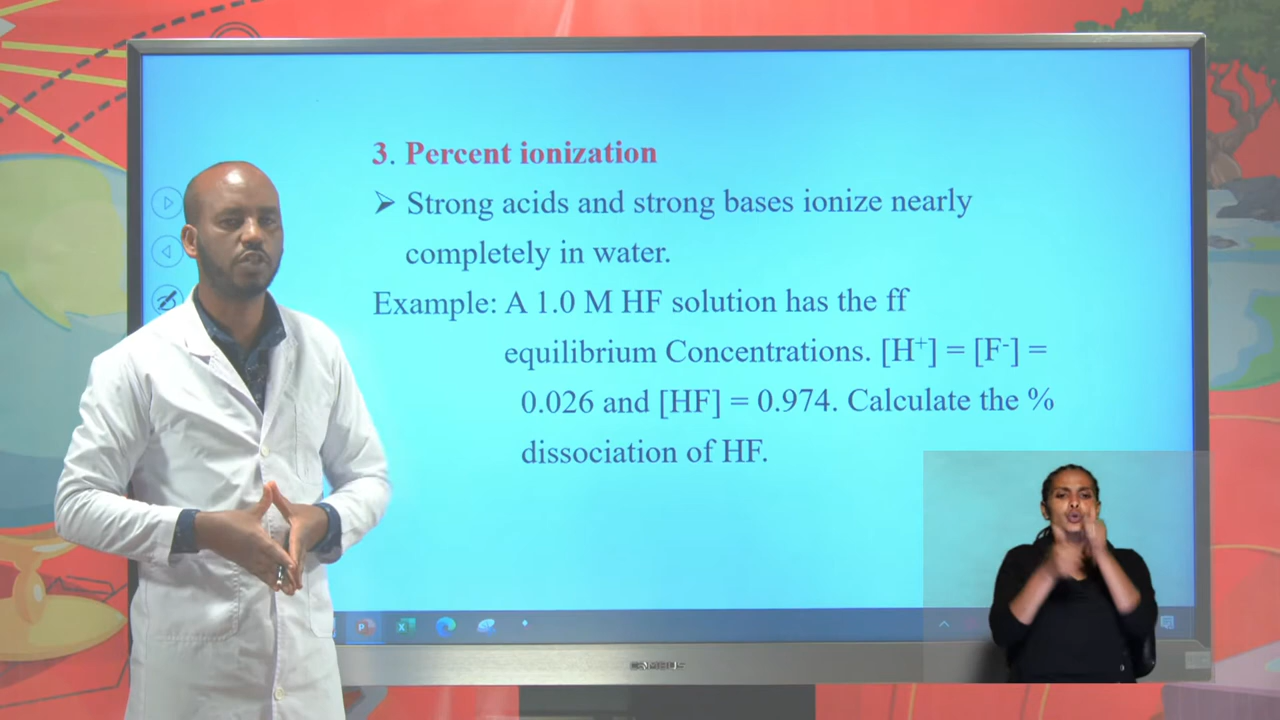 3. Percent ionization
➢ Strong acids and strong bases ionize nearly
completely in water.
Example: A 1.0 M HF solution has the ff
equilibrium Concentrations. [H⁺] = [F⁻] =
0.026 and [HF] = 0.974. Calculate the %
dissociation of HF.